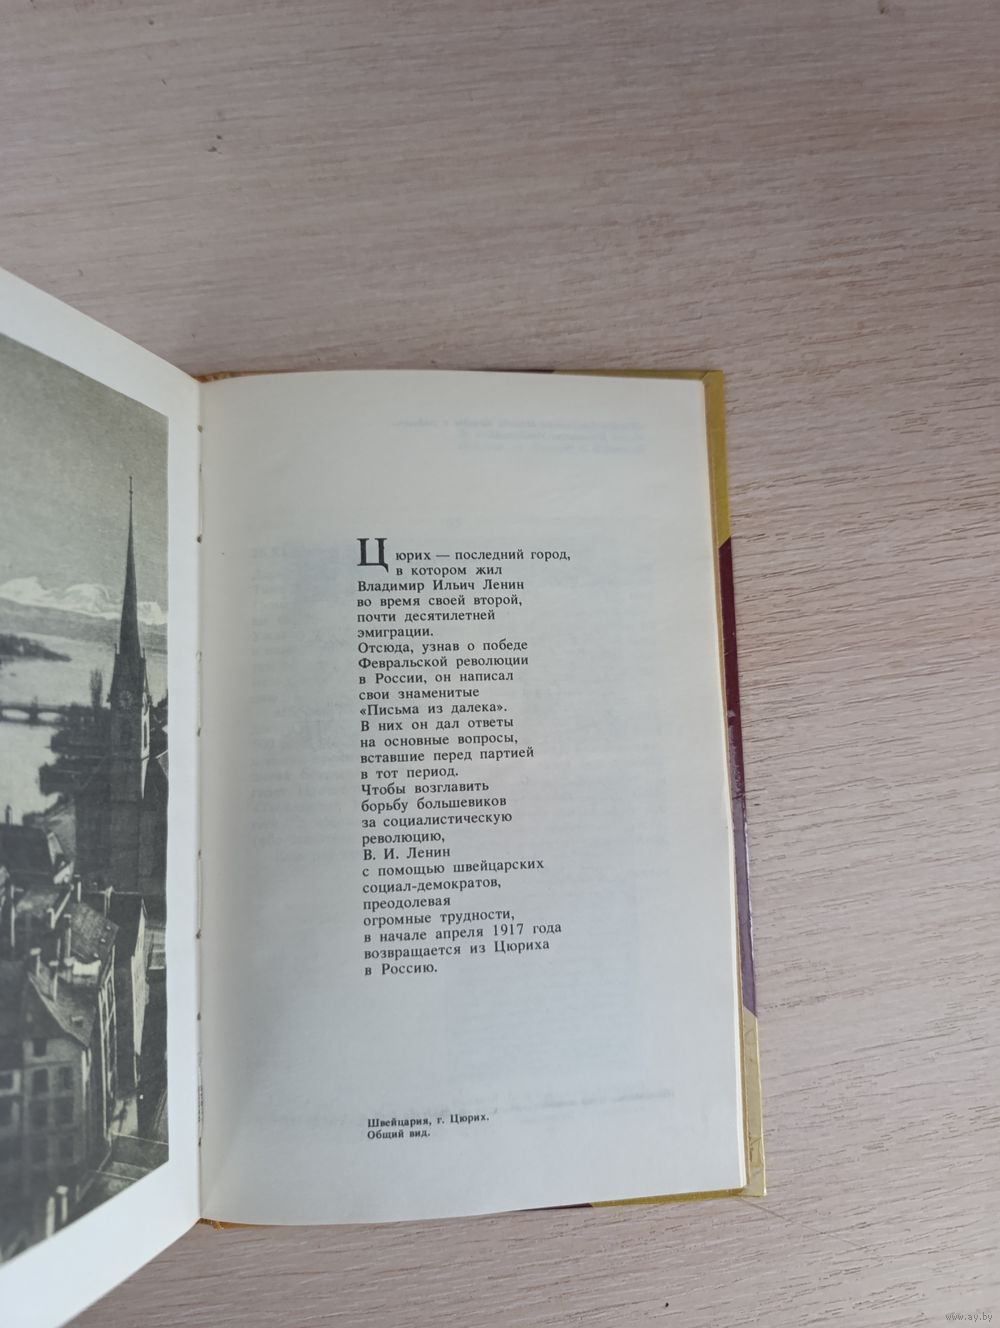 Цюрих — последний город,
в котором жил
Владимир Ильич Ленин
во время своей второй,
почти десятилетней
эмиграции.
Отсюда, узнав о победе
Февральской революции
в России, он написал
свои знаменитые
«Письма из далека».
В них он дал ответы
на основные вопросы,
вставшие перед партией
в тот период.
Чтобы возглавить
борьбу большевиков
за социалистическую
революцию,
В. И. Ленин
с помощью швейцарских
социал-демократов,
преодолевая
огромные трудности,
в начале апреля 1917 года
возвращается из Цюриха
в Россию.
Швейцария, г. Цюрих.
Общий вид.
www.ay.by